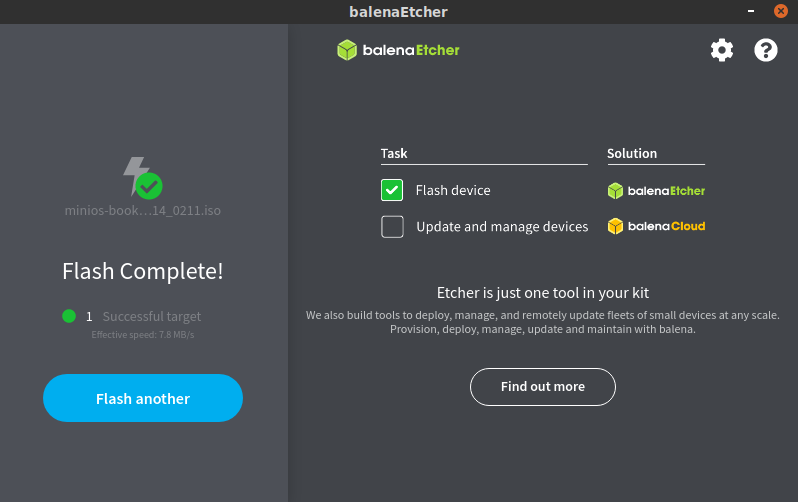 balenaEtcher
balenaEtcher
minios-book...14_0211.iso
Flash Complete!
1 Successful target
Effective speed: 7.8 MB/s
Flash another
Task Solution
Flash device balenaEtcher
Update and manage devices balenaCloud
Etcher is just one tool in your kit
We also build tools to deploy, manage, and remotely update fleets of small devices at any scale.
Provision, deploy, manage, update and maintain with balena.
Find out more